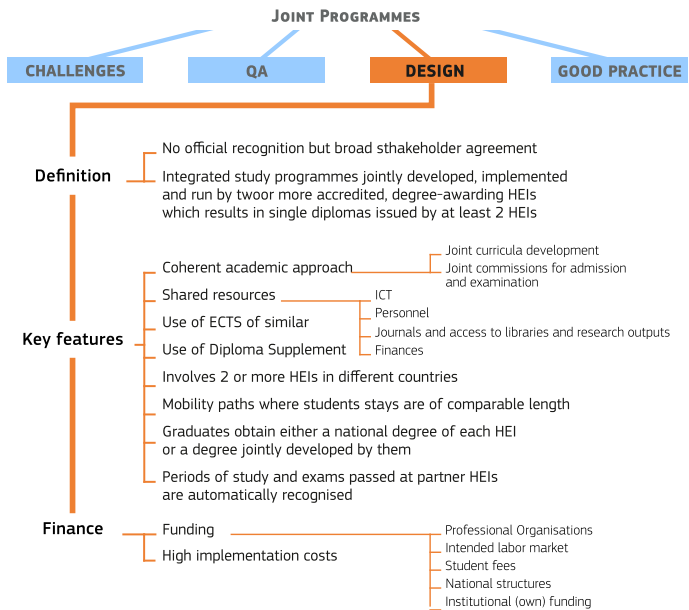 JOINT PROGRAMMES
CHALLENGES
QA
DESIGN
GOOD PRACTICE
Definition
No official recognition but broad sthakeholder agreement
Integrated study programmes jointly developed, implemented
and run by twoor more accredited, degree-awarding HEIs
which results in single diplomas issued by at least 2 HEIs
Key features
Coherent academic approach
Joint curricula development
Joint commissions for admission
and examination
Shared resources
ICT
Personnel
Journals and access to libraries and research outputs
Finances
Use of ECTS of similar
Use of Diploma Supplement
Involves 2 or more HEIs in different countries
Mobility paths where students stays are of comparable length
Graduates obtain either a national degree of each HEI
or a degree jointly developed by them
Periods of study and exams passed at partner HEIs
are automatically recognised
Finance
Funding
Professional Organisations
Intended labor market
Student fees
National structures
Institutional (own) funding
High implementation costs